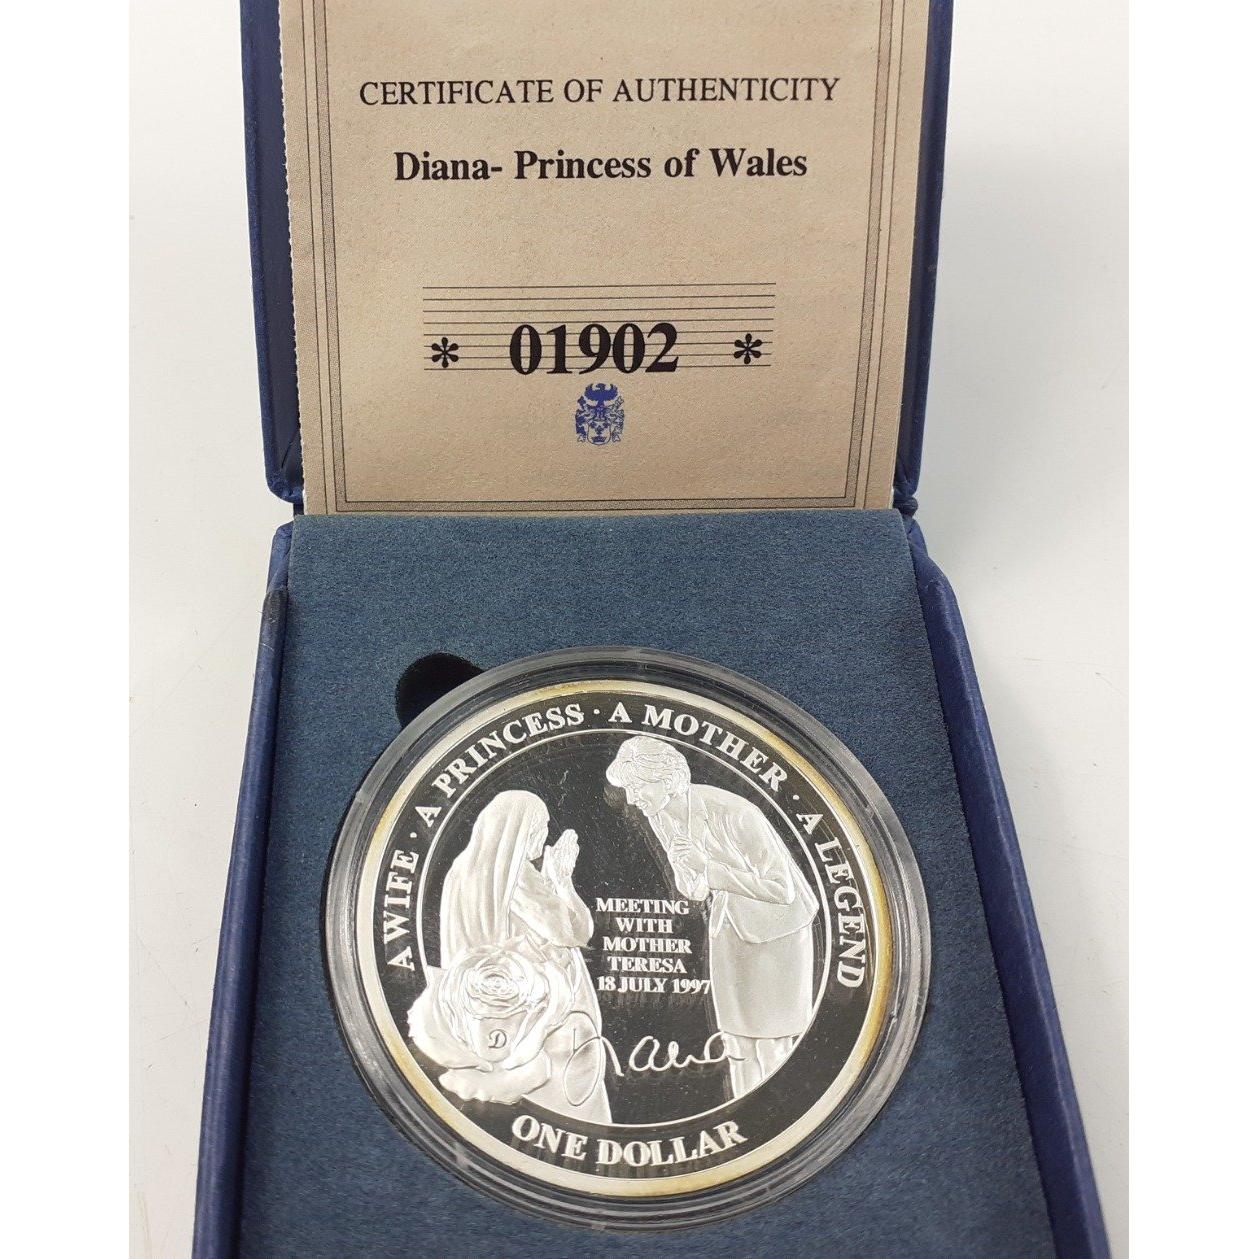 CERTIFICATE OF AUTHENTICITY
Diana- Princess of Wales
* 01902 *
A WIFE · A PRINCESS · A MOTHER · A LEGEND
MEETING
WITH
MOTHER
TERESA
18 JULY 1997
D
Diana
ONE DOLLAR